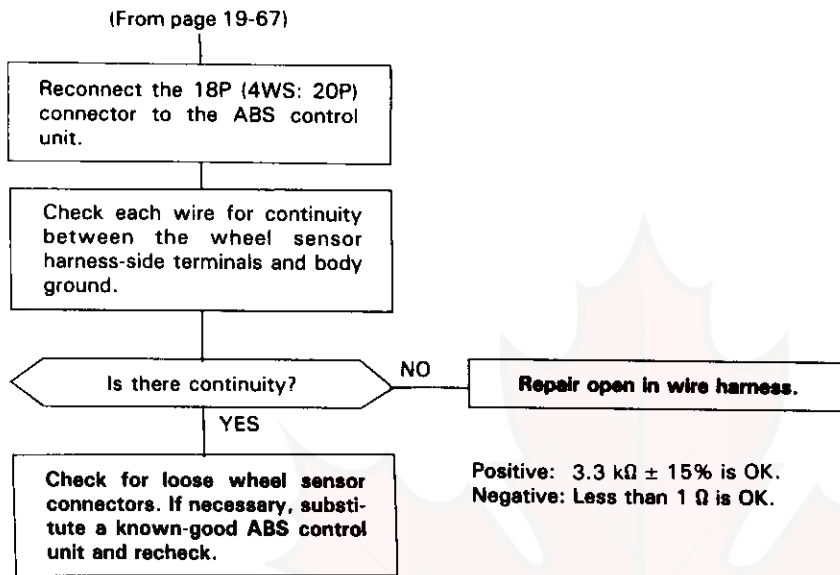 (From page 19-67)
Reconnect the 18P (4WS: 20P)
connector to the ABS control
unit.
Check each wire for continuity
between the wheel sensor
harness-side terminals and body
ground.
Is there continuity?
NO
Repair open in wire harness.
YES
Check for loose wheel sensor
connectors. If necessary, substi-
tute a known-good ABS control
unit and recheck.
Positive: 3.3 kΩ ± 15% is OK.
Negative: Less than 1 Ω is OK.